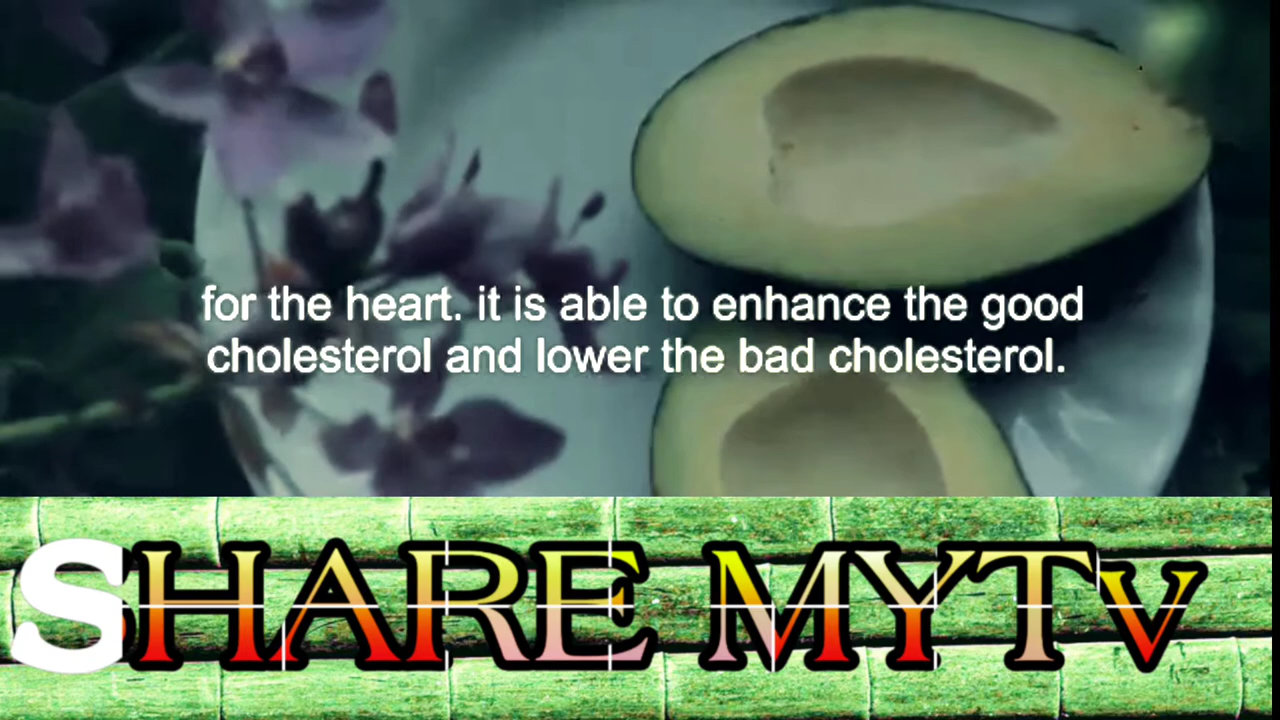 for the heart. it is able to enhance the good
cholesterol and lower the bad cholesterol.
SHARE MYTv